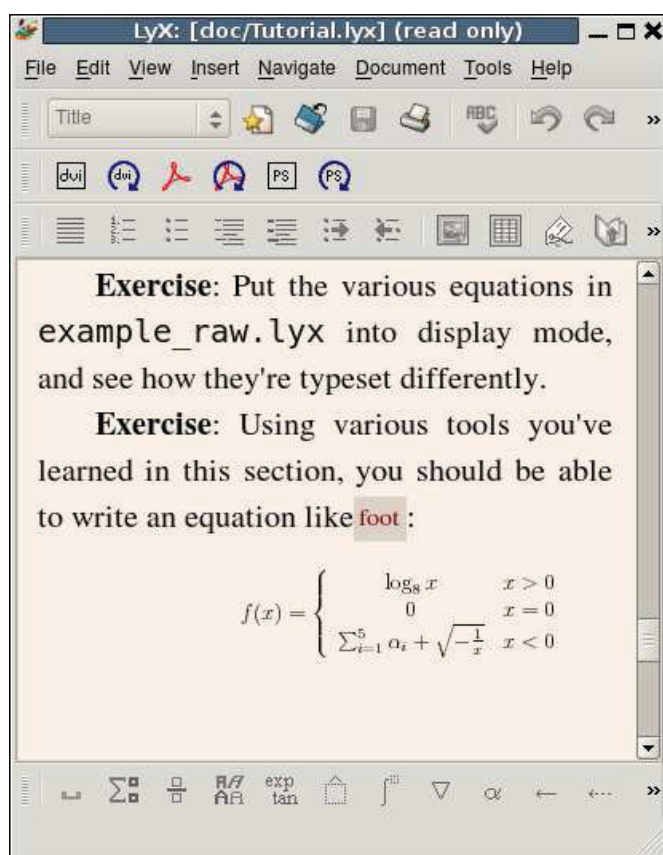 LyX: [doc/Tutorial.lyx] (read only)
File Edit View Insert Navigate Document Tools Help
Title ABC »
dvi dvi PS PS
»
Exercise: Put the various equations in
example_raw.lyx into display mode,
and see how they're typeset differently.
Exercise: Using various tools you've
learned in this section, you should be able
to write an equation like foot :
log₈ x x > 0
f(x) = { 0 x = 0
∑⁵ᵢ₌₁ αᵢ + √(-1/x) x < 0
exp
tan
»